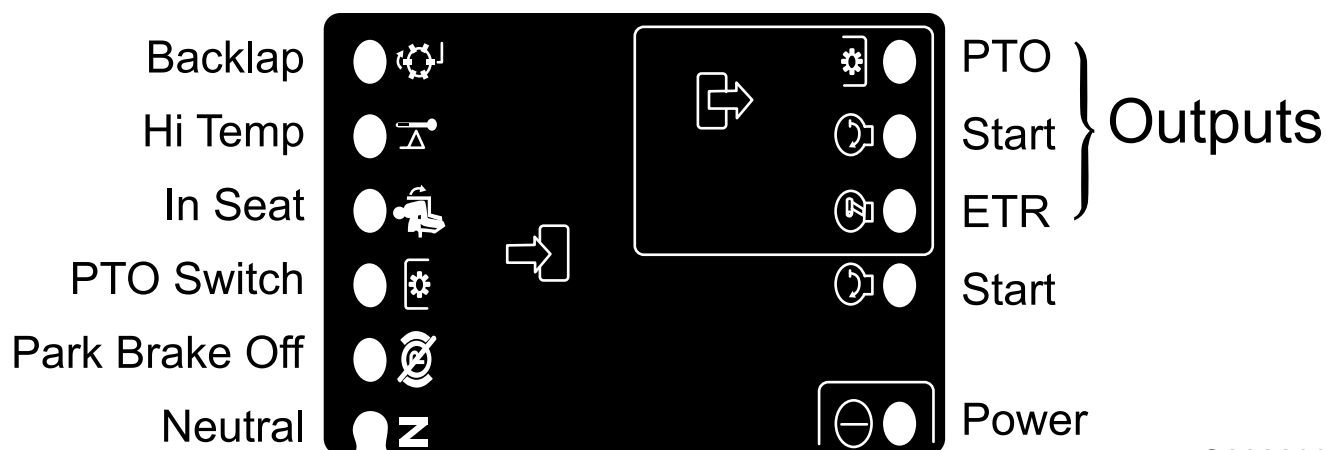 Backlap
Hi Temp
In Seat
PTO Switch
Park Brake Off
Neutral
N
PTO
Start
ETR
Outputs
Start
Power